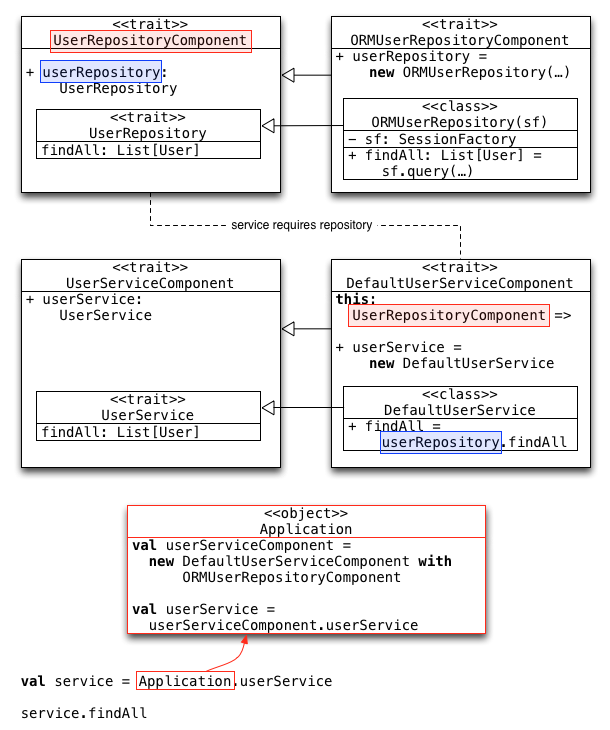 <<trait>>
UserRepositoryComponent
+ userRepository:
UserRepository
<<trait>>
UserRepository
findAll: List[User]
<<trait>>
ORMUserRepositoryComponent
+ userRepository =
new ORMUserRepository(…)
<<class>>
ORMUserRepository(sf)
− sf: SessionFactory
+ findAll: List[User] =
sf.query(…)
service requires repository
<<trait>>
UserServiceComponent
+ userService:
UserService
<<trait>>
UserService
findAll: List[User]
<<trait>>
DefaultUserServiceComponent
this:
UserRepositoryComponent =>
+ userService =
new DefaultUserService
<<class>>
DefaultUserService
+ findAll =
userRepository.findAll
<<object>>
Application
val userServiceComponent =
new DefaultUserServiceComponent with
ORMUserRepositoryComponent
val userService =
userServiceComponent.userService
val service = Application.userService
service.findAll